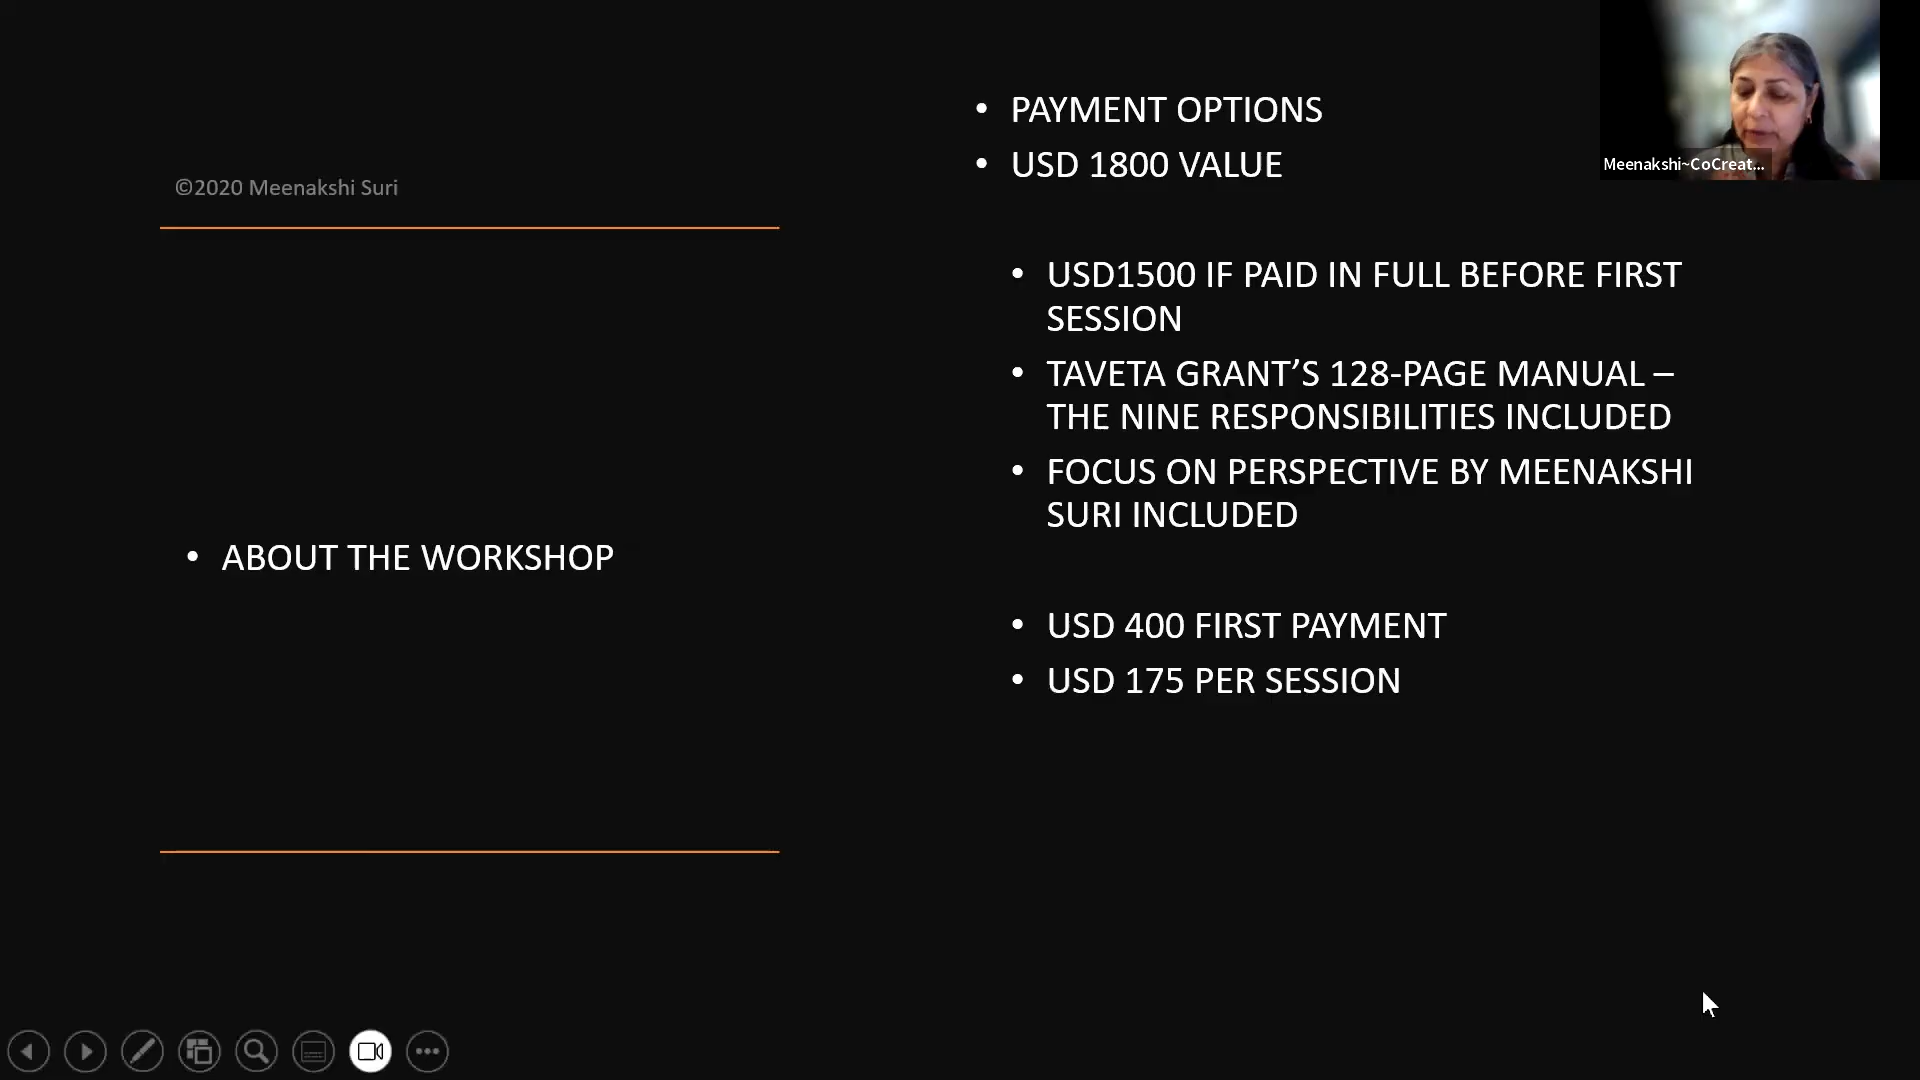 ©2020 Meenakshi Suri
• ABOUT THE WORKSHOP
• PAYMENT OPTIONS
• USD 1800 VALUE
• USD1500 IF PAID IN FULL BEFORE FIRST
SESSION
• TAVETA GRANT’S 128-PAGE MANUAL –
THE NINE RESPONSIBILITIES INCLUDED
• FOCUS ON PERSPECTIVE BY MEENAKSHI
SURI INCLUDED
• USD 400 FIRST PAYMENT
• USD 175 PER SESSION
Meenakshi~CoCreat...